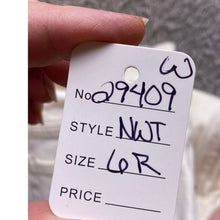 W
No. 29409
STYLE NWT
SIZE 6R
PRICE